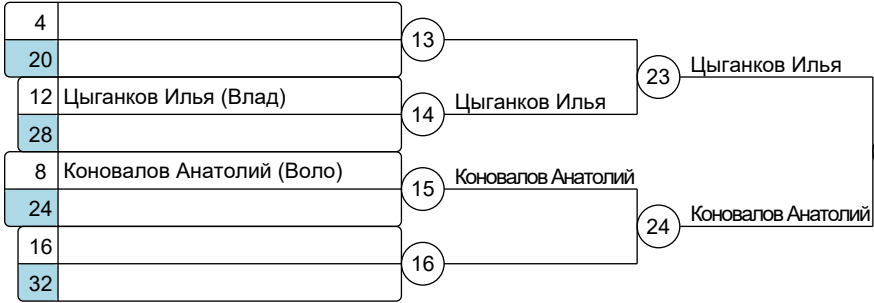 4
13
20
23 Цыганков Илья
12 Цыганков Илья (Влад)
14 Цыганков Илья
28
8 Коновалов Анатолий (Воло)
15 Коновалов Анатолий
24
24 Коновалов Анатолий
16
16
32